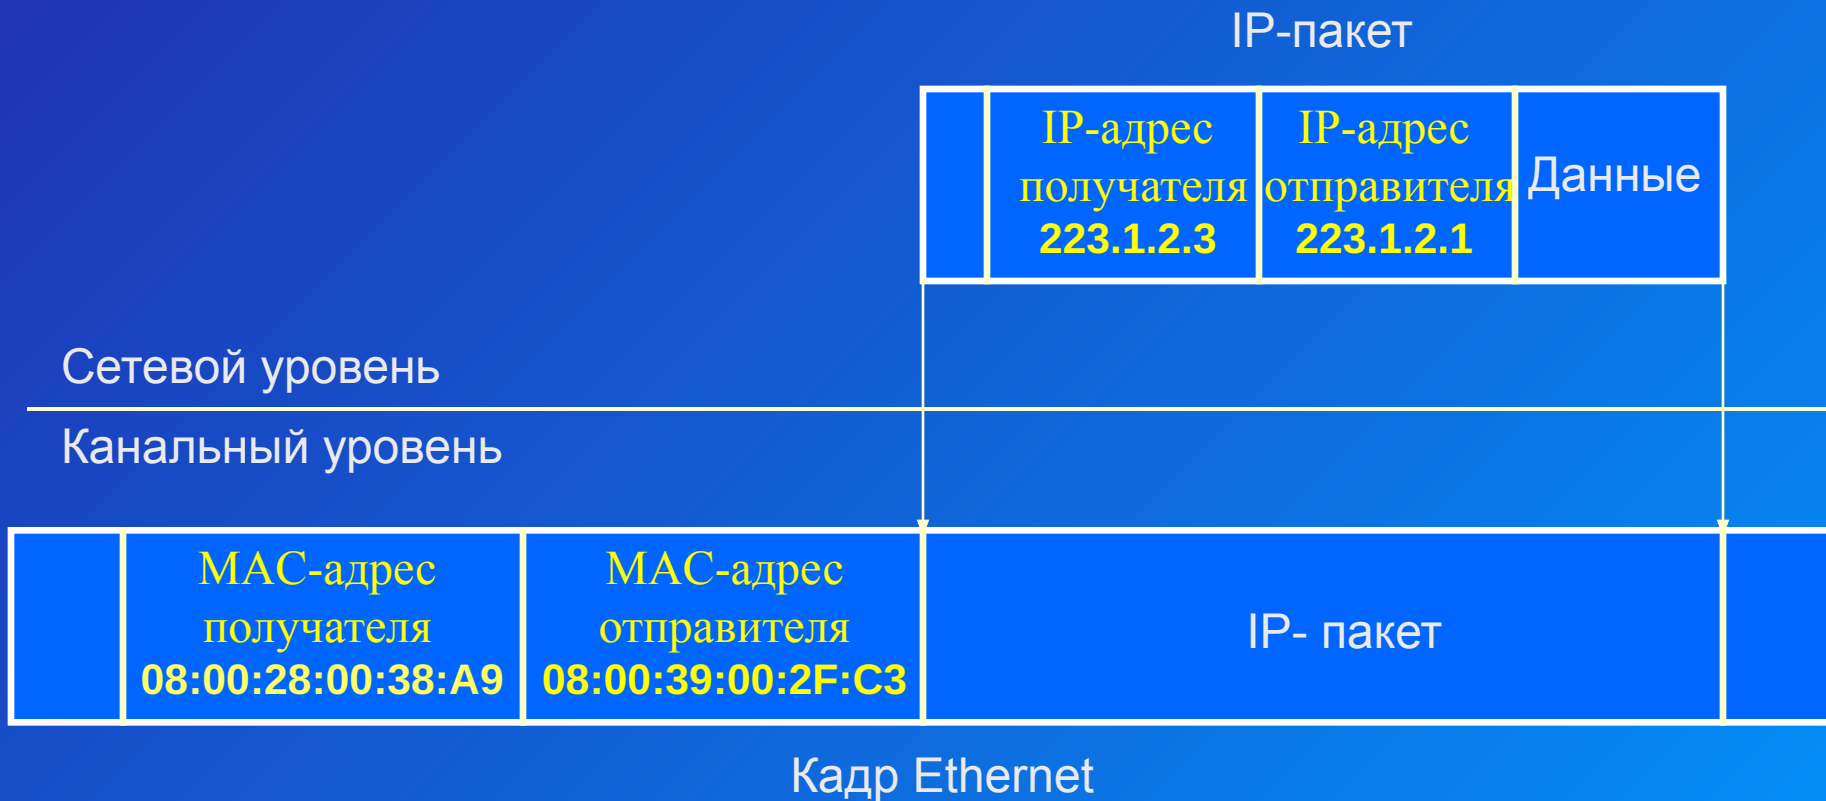 IP-пакет
IP-адрес
получателя
223.1.2.3
IP-адрес
отправителя
223.1.2.1
Данные
Сетевой уровень
Канальный уровень
МАС-адрес
получателя
08:00:28:00:38:A9
МАС-адрес
отправителя
08:00:39:00:2F:C3
IP- пакет
Кадр Ethernet